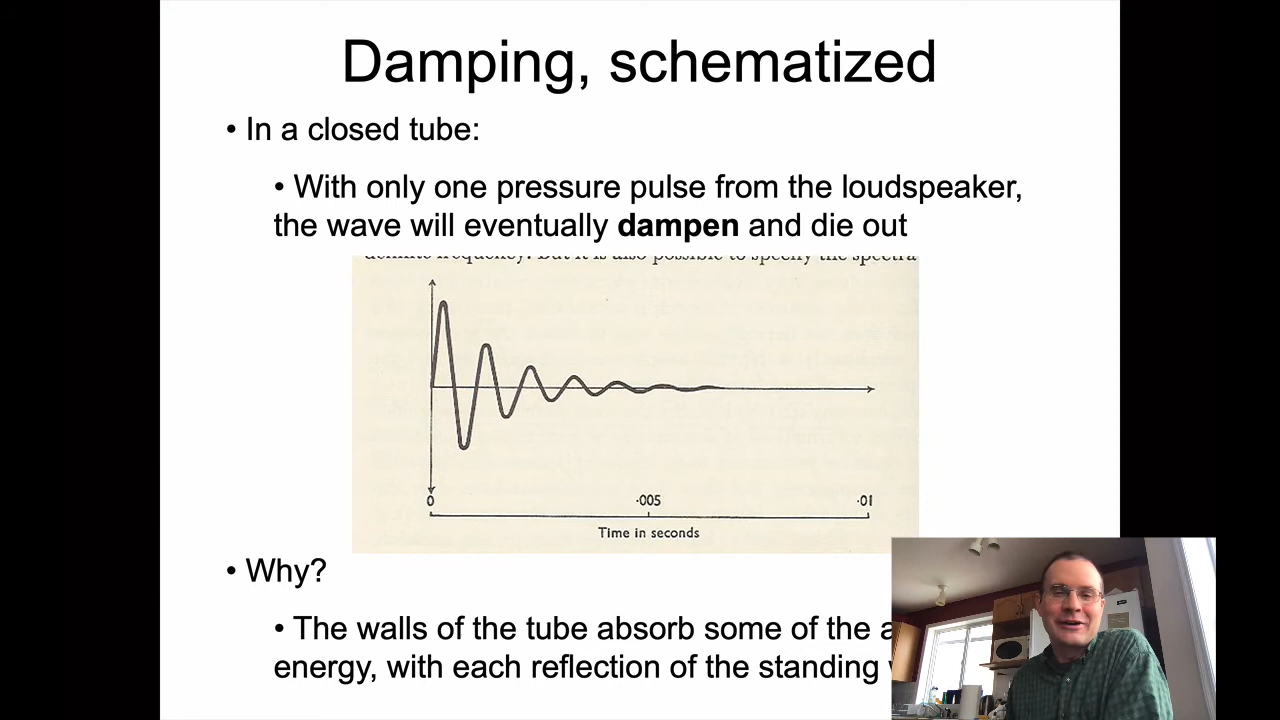 Damping, schematized
• In a closed tube:
• With only one pressure pulse from the loudspeaker,
the wave will eventually dampen and die out
definite frequency. But it is also possible to specify the spectra
0 ·005 ·01
Time in seconds
• Why?
• The walls of the tube absorb some of the a
energy, with each reflection of the standing